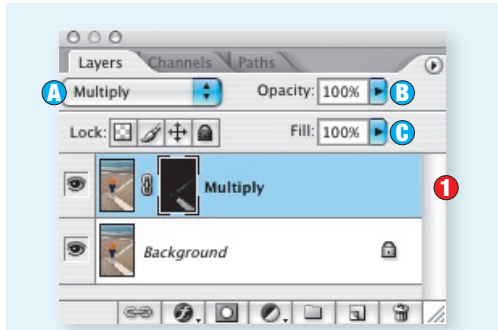 Layers Channels Paths
A Multiply Opacity: 100% B
Lock: Fill: 100% C
Multiply 1
Background